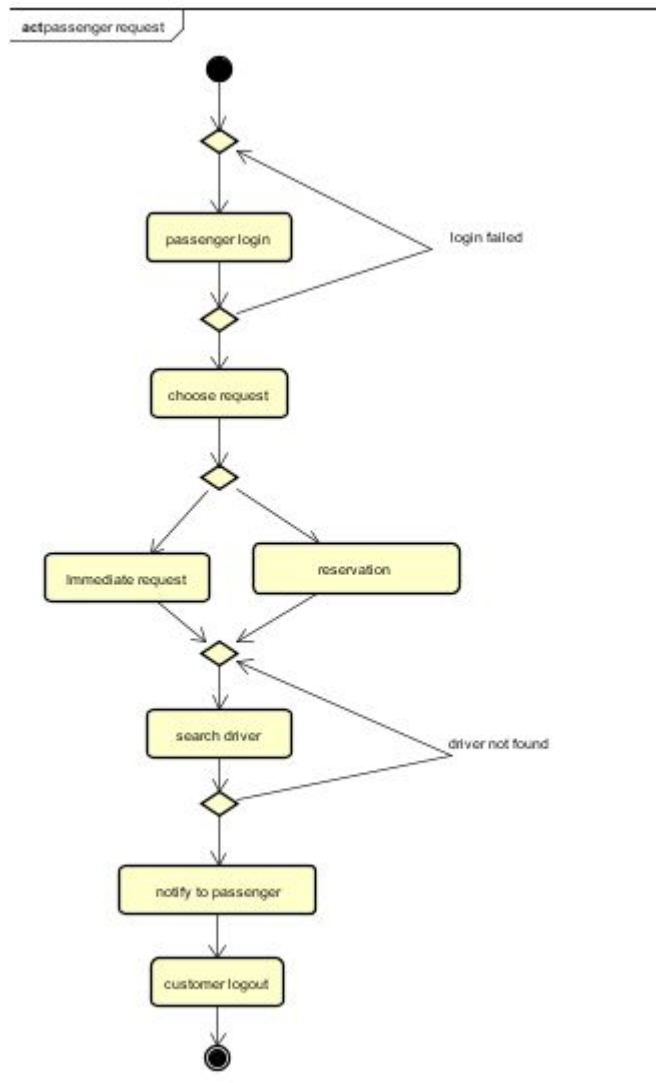 actpassenger request
passenger login
login failed
choose request
Immediate request
reservation
search driver
driver not found
notify to passenger
customer logout